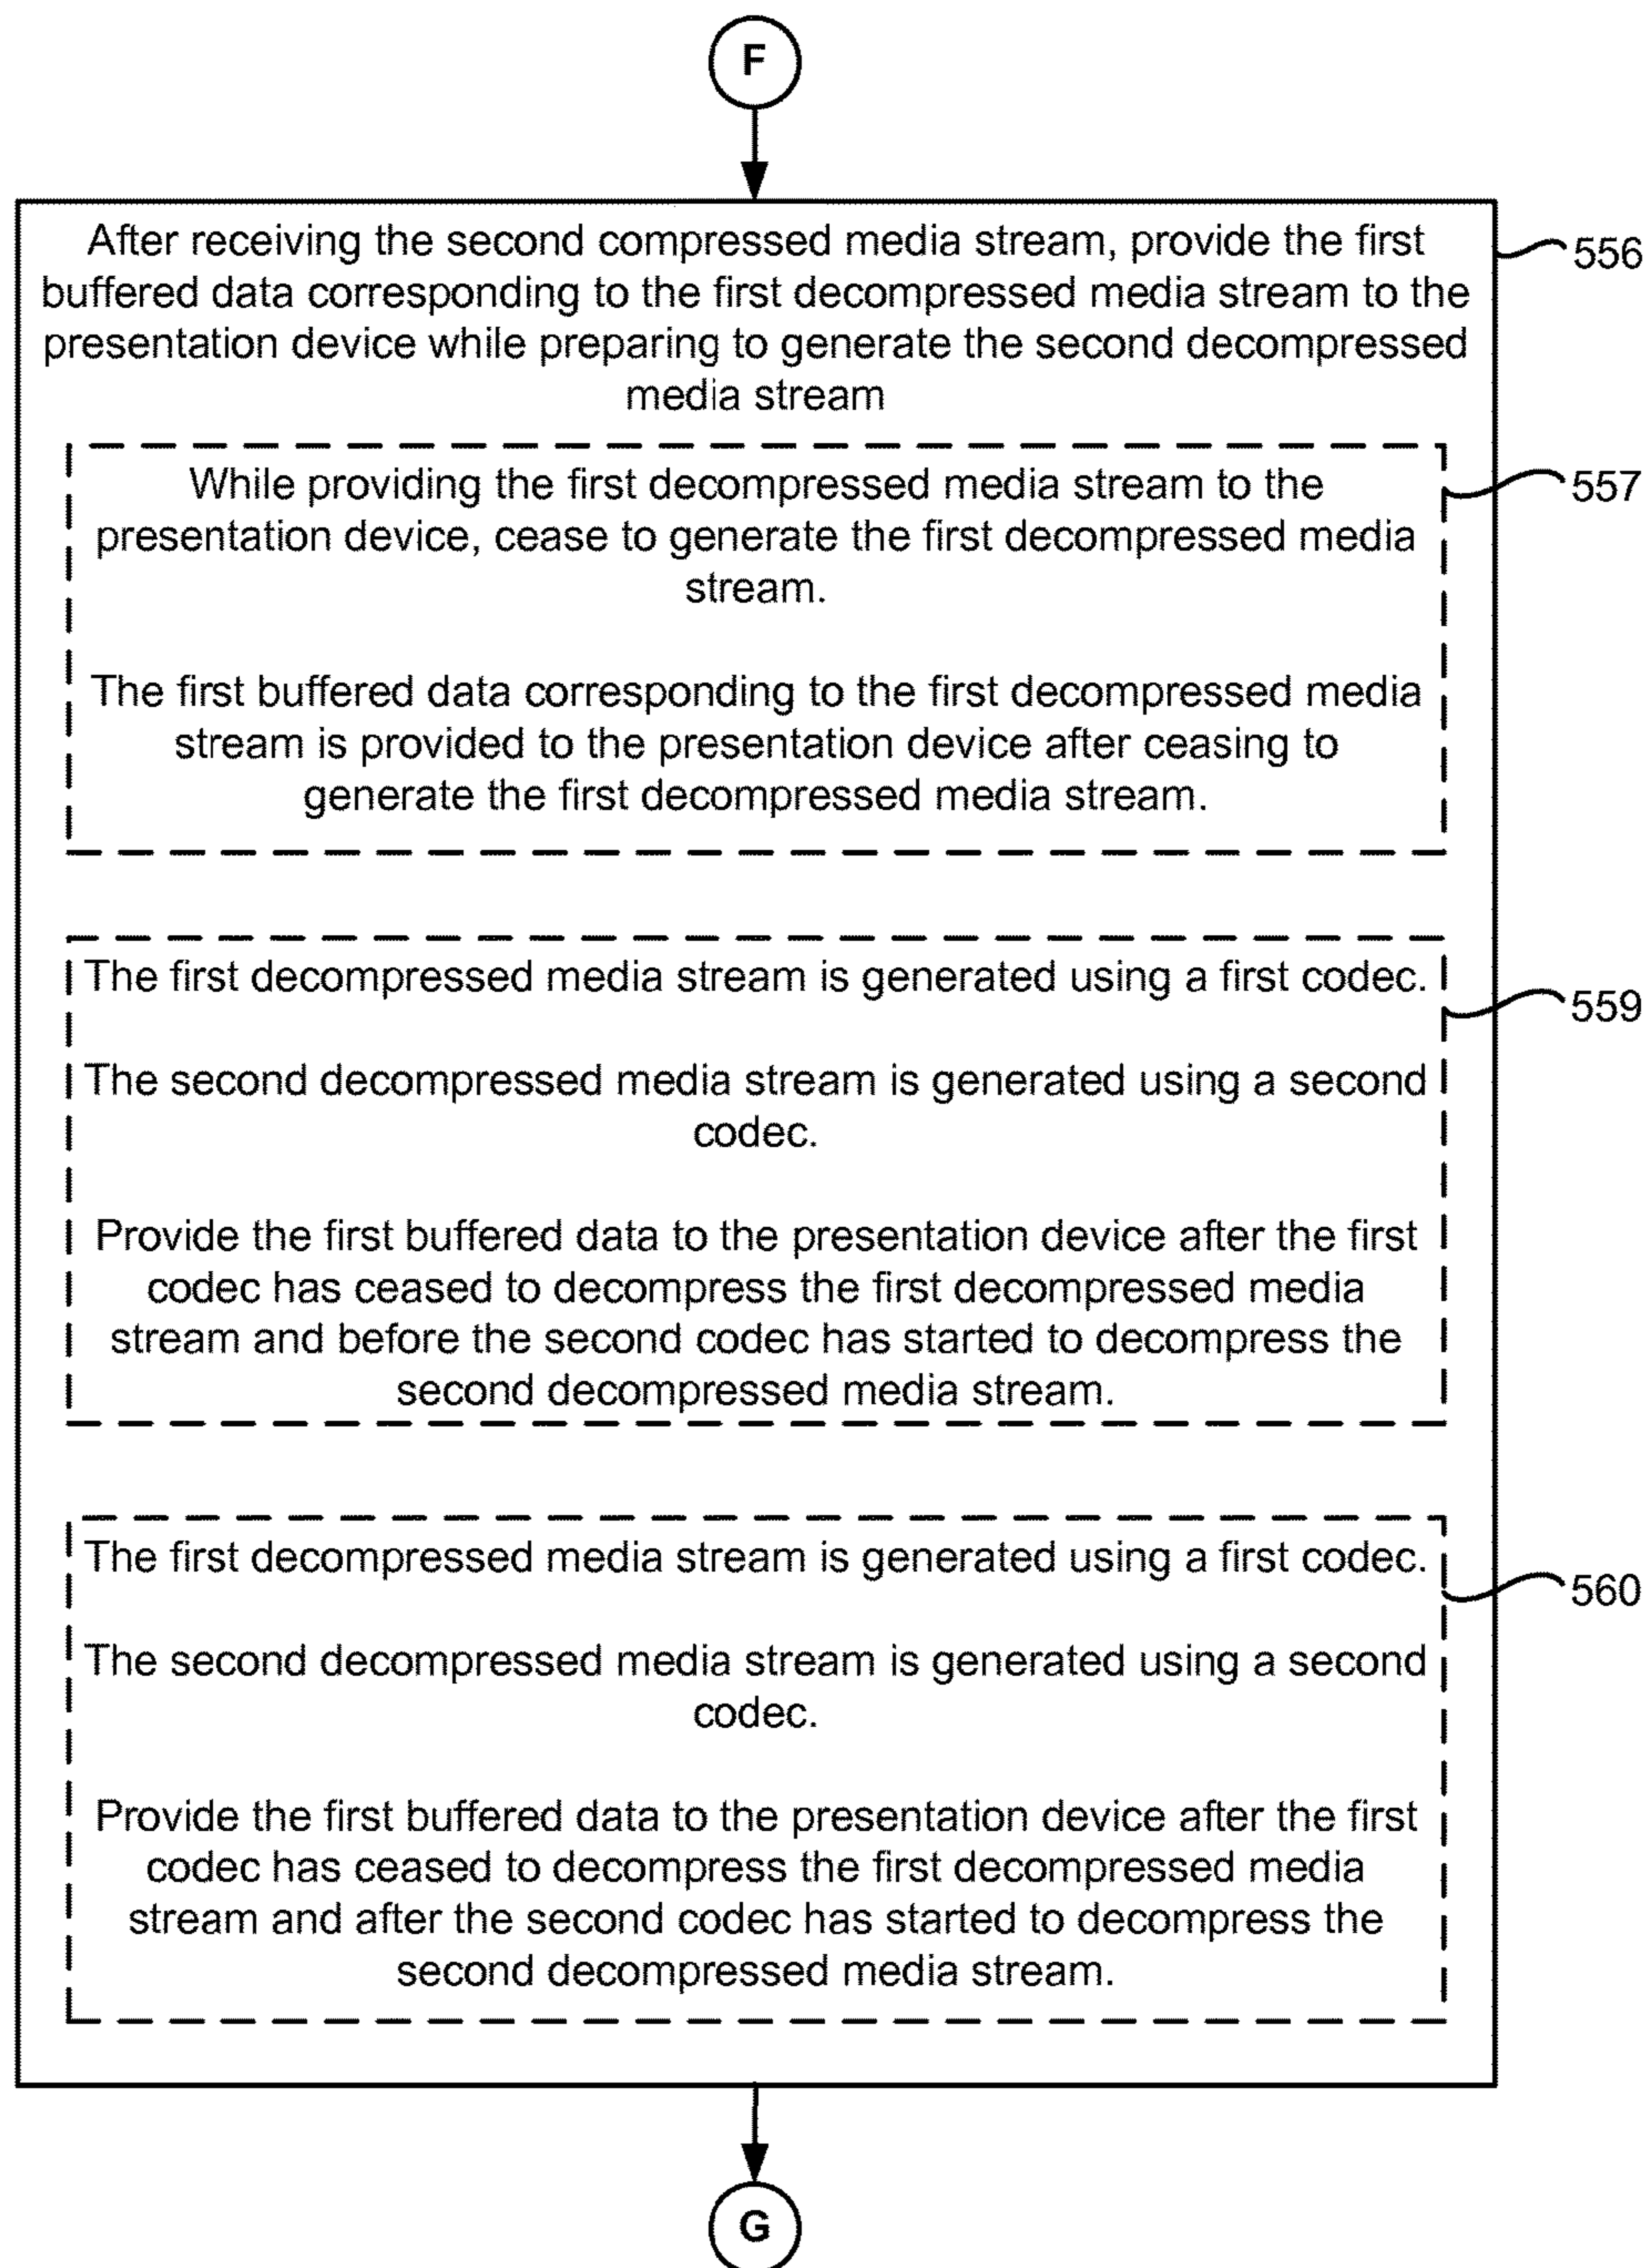 F
After receiving the second compressed media stream, provide the first
buffered data corresponding to the first decompressed media stream to the
presentation device while preparing to generate the second decompressed
media stream
556
While providing the first decompressed media stream to the
presentation device, cease to generate the first decompressed media
stream.
557
The first buffered data corresponding to the first decompressed media
stream is provided to the presentation device after ceasing to
generate the first decompressed media stream.
The first decompressed media stream is generated using a first codec.
559
The second decompressed media stream is generated using a second
codec.
Provide the first buffered data to the presentation device after the first
codec has ceased to decompress the first decompressed media
stream and before the second codec has started to decompress the
second decompressed media stream.
The first decompressed media stream is generated using a first codec.
560
The second decompressed media stream is generated using a second
codec.
Provide the first buffered data to the presentation device after the first
codec has ceased to decompress the first decompressed media
stream and after the second codec has started to decompress the
second decompressed media stream.
G